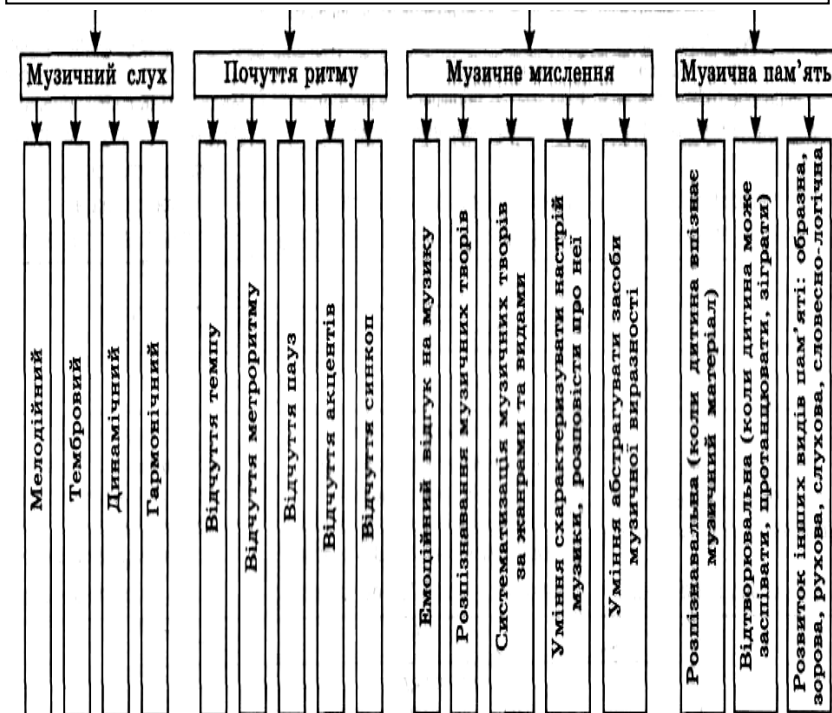 Музичний слух
Почуття ритму
Музичне мислення
Музична пам'ять
Мелодійний
Тембровий
Динамічний
Гармонічний
Відчуття темпу
Відчуття метроритму
Відчуття пауз
Відчуття акцентів
Відчуття синкоп
Емоційний відгук на музику
Розпізнавання музичних творів
Систематизація музичних творів
за жанрами та видами
Уміння схарактеризувати настрій
музики, розповісти про неї
Уміння абстрагувати засоби
музичної виразності
Розпізнавальна (коли дитина впізнає
музичний матеріал)
Відтворювальна (коли дитина може
заспівати, протанцювати, зіграти)
Розвиток інших видів пам'яті: образна,
зорова, рухова, слухова, словесно-логічна